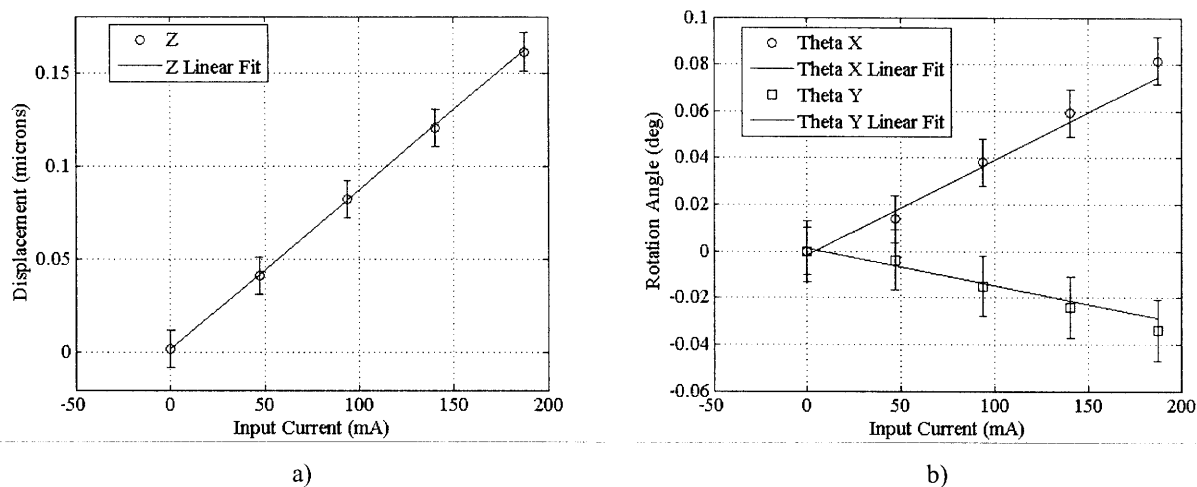 Z
Z Linear Fit
0.15
0.1
0.05
0
-50
0
50
100
150
200
Displacement (microns)
Input Current (mA)
a)
Theta X
Theta X Linear Fit
Theta Y
Theta Y Linear Fit
0.1
0.08
0.06
0.04
0.02
0
-0.02
-0.04
-0.06
-50
0
50
100
150
200
Rotation Angle (deg)
Input Current (mA)
b)